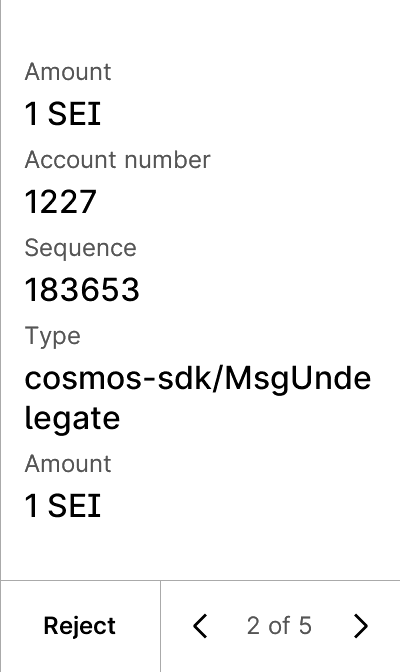 Amount
1 SEI
Account number
1227
Sequence
183653
Type
cosmos-sdk/MsgUnde
legate
Amount
1 SEI
Reject
2 of 5